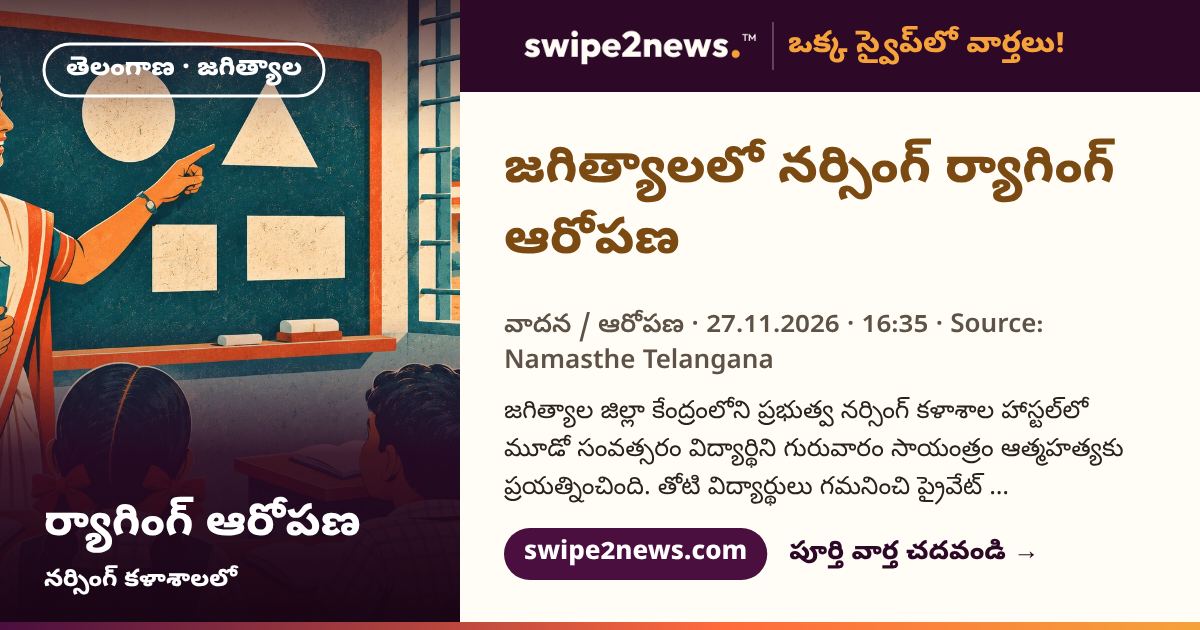 తెలంగాణ · జగిత్యాల
ర్యాగింగ్ ఆరోపణ
నర్సింగ్ కళాశాలలో
swipe2news.™ ఒక్క స్వైప్‌లో వార్తలు!
జగిత్యాలలో నర్సింగ్ ర్యాగింగ్
ఆరోపణ
వాదన / ఆరోపణ · 27.11.2026 · 16:35 · Source:
Namasthe Telangana
జగిత్యాల జిల్లా కేంద్రంలోని ప్రభుత్వ నర్సింగ్ కళాశాల హాస్టల్‌లో
మూడో సంవత్సరం విద్యార్థిని గురువారం సాయంత్రం ఆత్మహత్యకు
ప్రయత్నించింది. తోటి విద్యార్థులు గమనించి ప్రైవేట్ ...
swipe2news.com పూర్తి వార్త చదవండి →